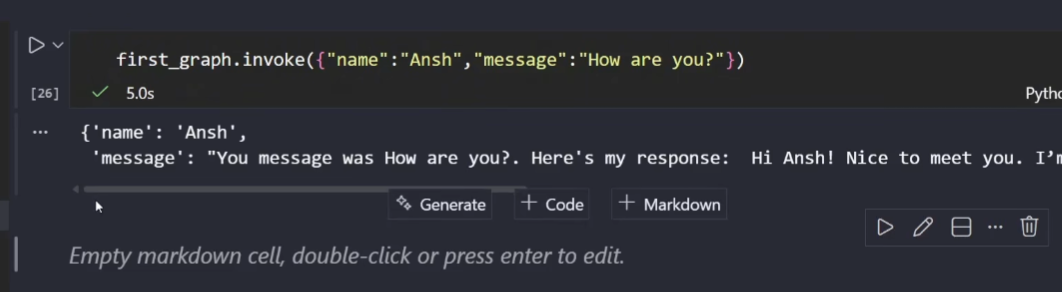 first_graph.invoke({"name":"Ansh","message":"How are you?"})
[26] 5.0s
... {'name': 'Ansh',
'message': "You message was How are you?. Here's my response:  Hi Ansh! Nice to meet you. I’m
Generate + Code + Markdown
Empty markdown cell, double-click or press enter to edit.